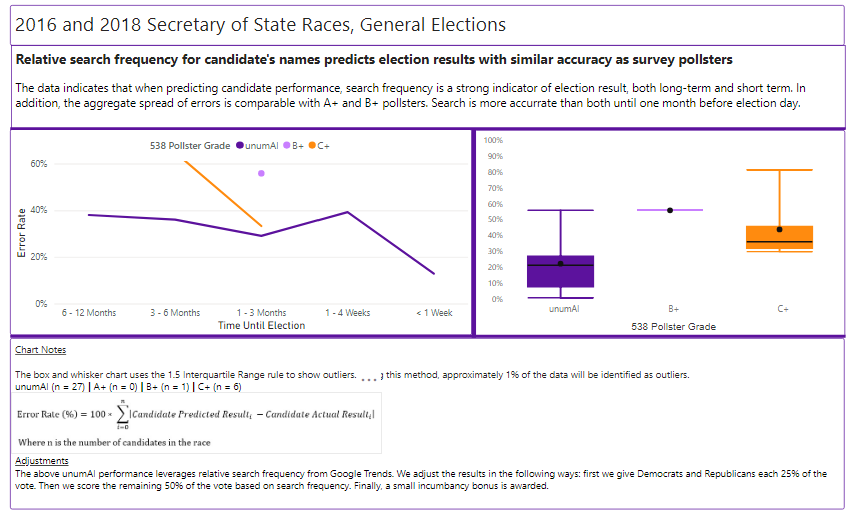 2016 and 2018 Secretary of State Races, General Elections
Relative search frequency for candidate's names predicts election results with similar accuracy as survey pollsters
The data indicates that when predicting candidate performance, search frequency is a strong indicator of election result, both long-term and short term. In
addition, the aggregate spread of errors is comparable with A+ and B+ pollsters. Search is more accurrate than both until one month before election day.
538 Pollster Grade unumAI B+ C+
60%
40%
20%
0%
Error Rate
6 - 12 Months 3 - 6 Months 1 - 3 Months 1 - 4 Weeks < 1 Week
Time Until Election
100%
90%
80%
70%
60%
50%
40%
30%
20%
10%
0%
unumAI B+ C+
538 Pollster Grade
Chart Notes
The box and whisker chart uses the 1.5 Interquartile Range rule to show outliers. ... this method, approximately 1% of the data will be identified as outliers.
unumAI (n = 27) | A+ (n = 0) | B+ (n = 1) | C+ (n = 6)
Error Rate (%) = 100 * n∑i=0 |Candidate Predicted Resultᵢ − Candidate Actual Resultᵢ|
Where n is the number of candidates in the race
Adjustments
The above unumAI performance leverages relative search frequency from Google Trends. We adjust the results in the following ways: first we give Democrats and Republicans each 25% of the
vote. Then we score the remaining 50% of the vote based on search frequency. Finally, a small incumbancy bonus is awarded.